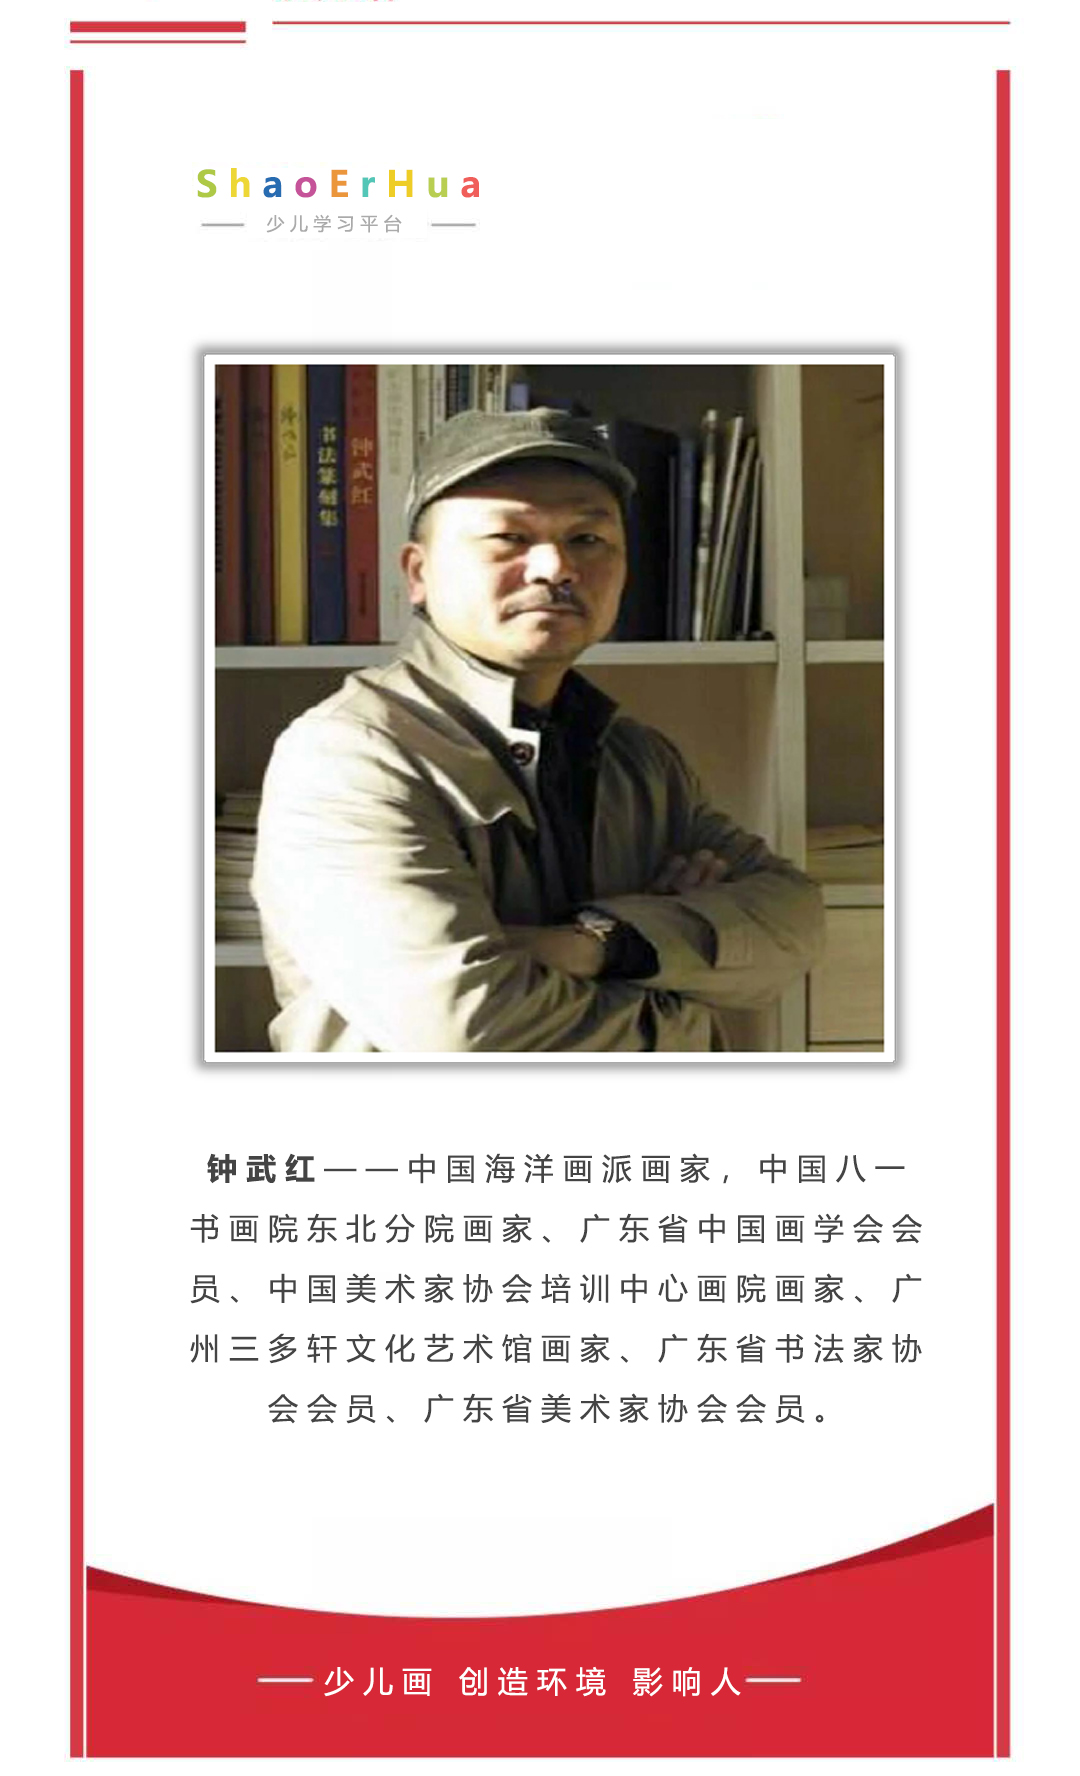 ShaoErHua
少儿学习平台
书法篆刻集
钟武红
钟武红——中国海洋画派画家，中国八一
书画院东北分院画家、广东省中国画学会会
员、中国美术家协会培训中心画院画家、广
州三多轩文化艺术馆画家、广东省书法家协
会会员、广东省美术家协会会员。
少儿画 创造环境 影响人